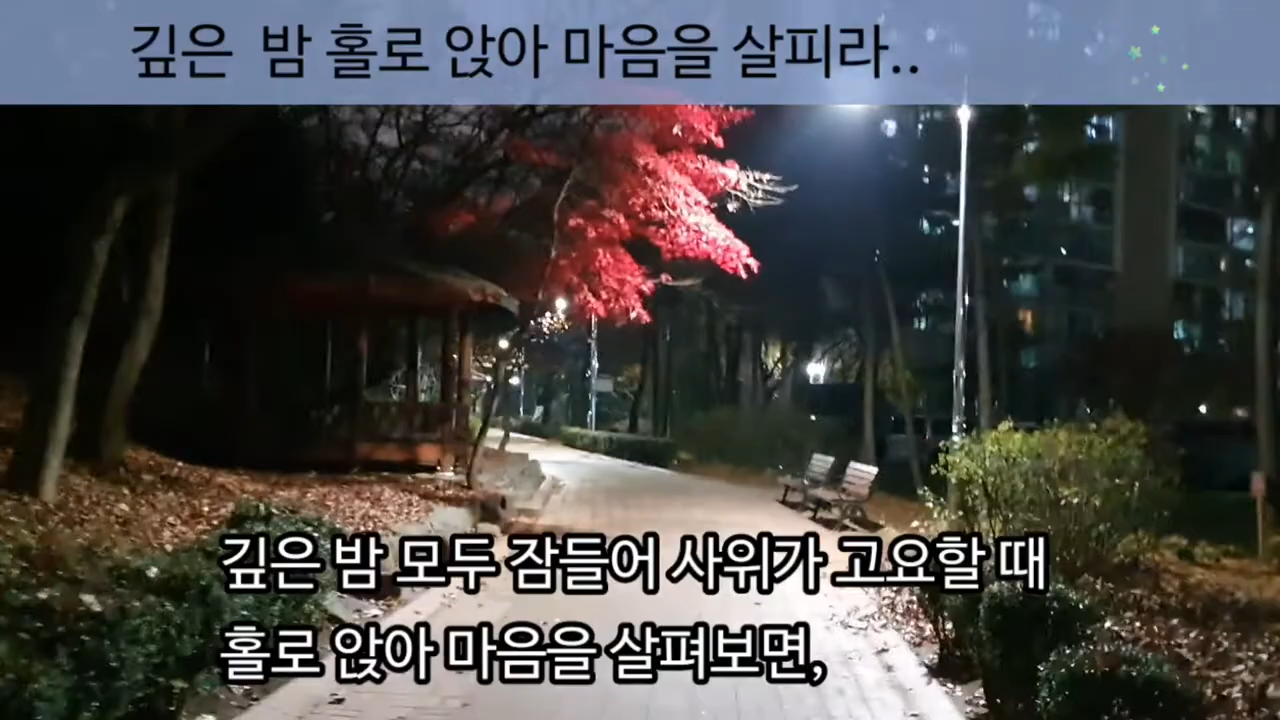 깊은 밤 홀로 앉아 마음을 살피라..
깊은 밤 모두 잠들어 사위가 고요할 때
홀로 앉아 마음을 살펴보면,